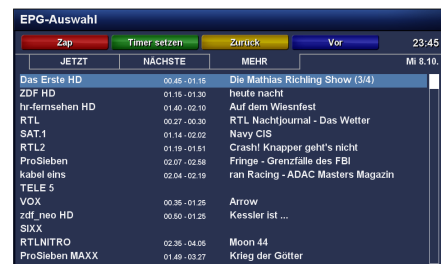 EPG-Auswahl
Zap Timer setzen Zurück Vor 23:45
JETZT NÄCHSTE MEHR Mi 8.10.
Das Erste HD 00.45 - 01.15 Die Mathias Richling Show (3/4)
ZDF HD 01.15 - 01.30 heute nacht
hr-fernsehen HD 01.40 - 02.10 Auf dem Wiesnfest
RTL 00.27 - 00.30 RTL Nachtjournal - Das Wetter
SAT.1 01.14 - 02.02 Navy CIS
RTL2 01.19 - 01.51 Crash! Knapper geht's nicht
ProSieben 02.07 - 02.58 Fringe - Grenzfälle des FBI
kabel eins 02.04 - 02.19 ran Racing - ADAC Masters Magazin
TELE 5
VOX 00.35 - 01.25 Arrow
zdf_neo HD 00.50 - 01.25 Kessler ist ...
SIXX
RTLNITRO 02.35 - 04.05 Moon 44
ProSieben MAXX 01.49 - 03.27 Krieg der Götter